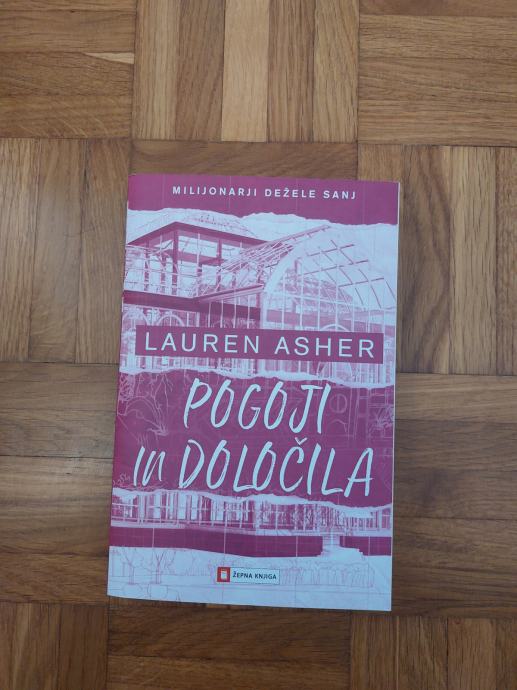 MILIJONARJI DEŽELE SANJ
LAUREN ASHER
POGOJI
in DOLOČILA
ŽEPNA KNJIGA